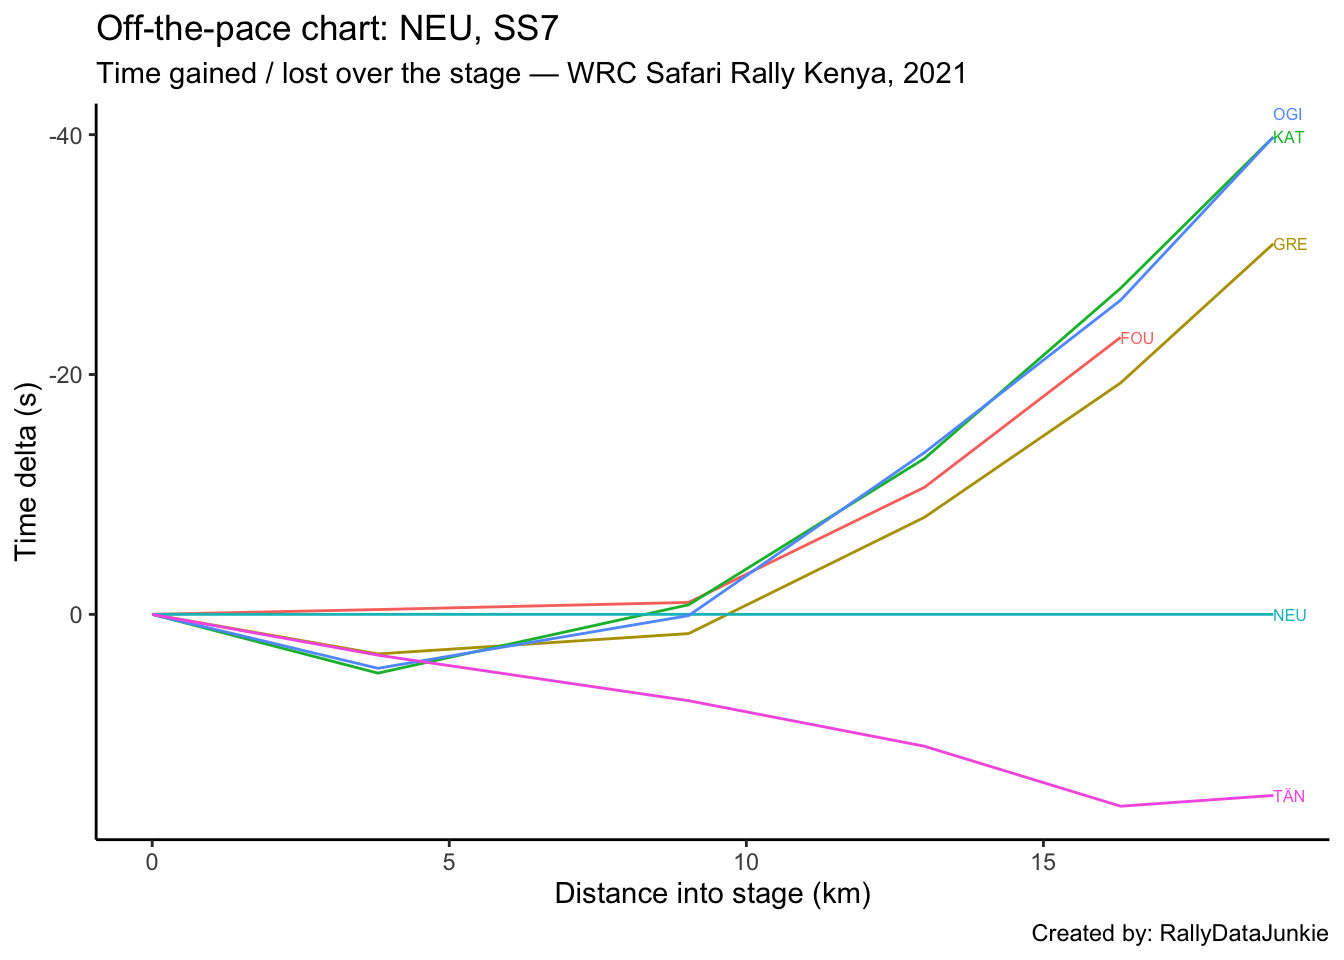 Off-the-pace chart: NEU, SS7
Time gained / lost over the stage — WRC Safari Rally Kenya, 2021
OGI
-40
KAT
GRE
FOU
-20
Time delta (s)
0
NEU
TÄN
0 5 10 15
Distance into stage (km)
Created by: RallyDataJunkie